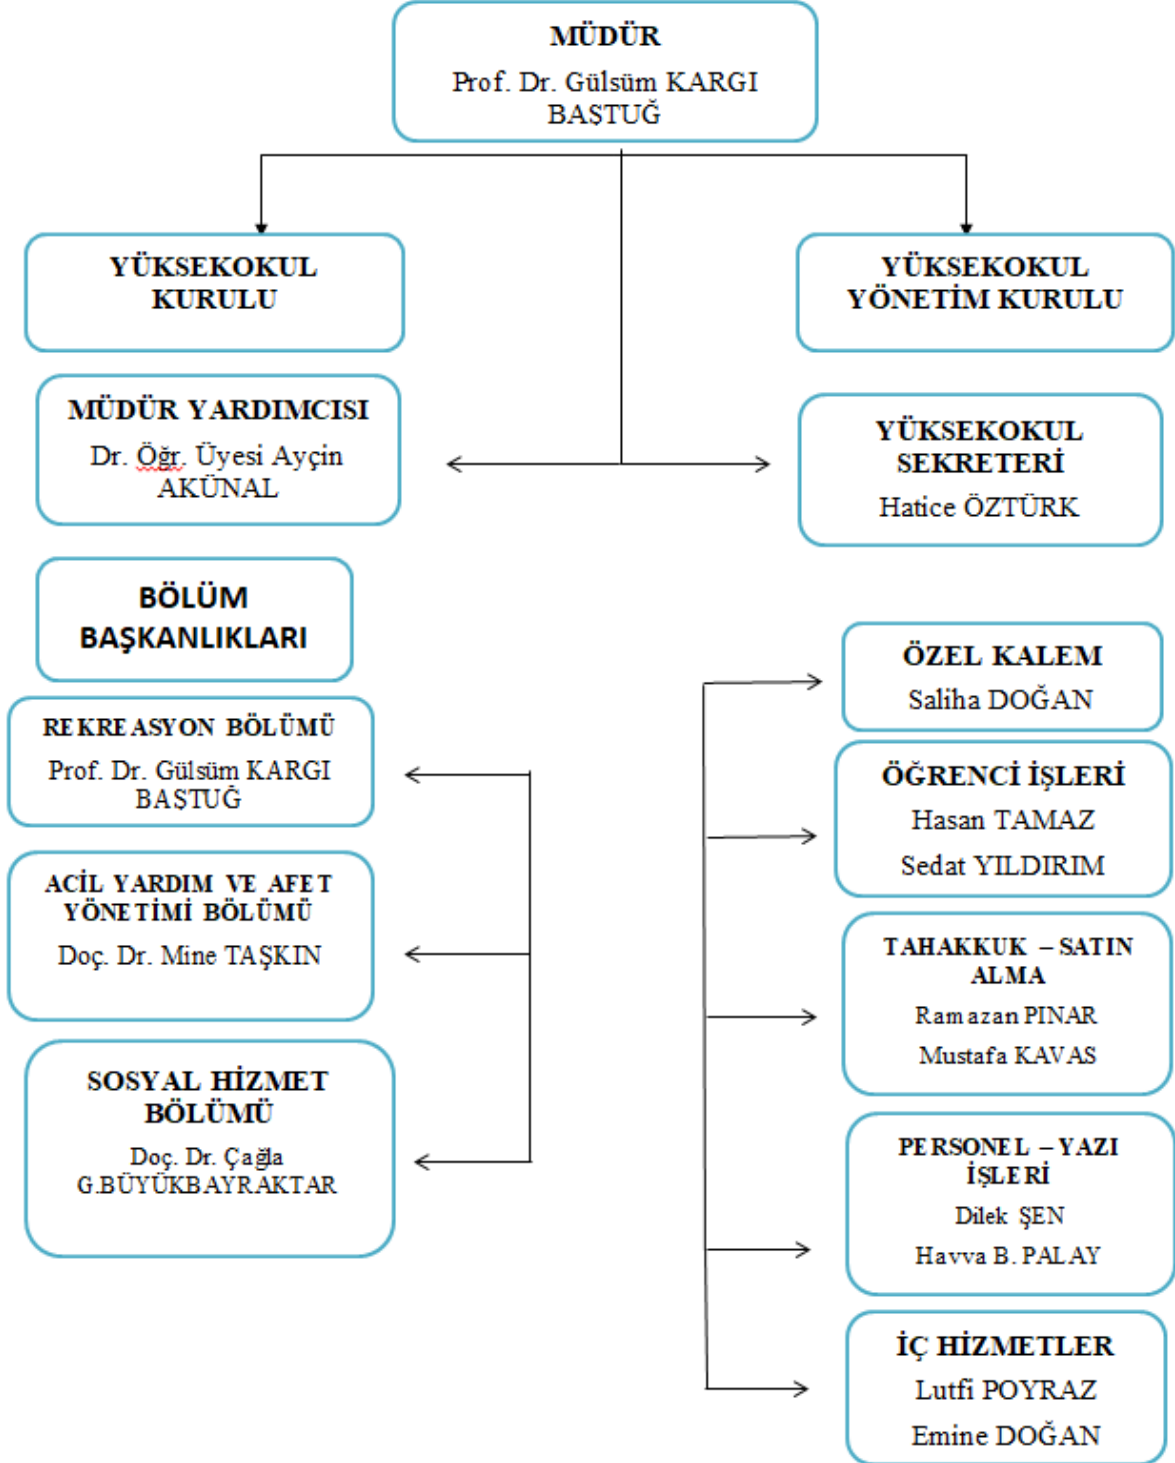 MÜDÜR
Prof. Dr. Gülsüm KARGI
BAŞTUĞ
YÜKSEKOKUL
KURULU
YÜKSEKOKUL
YÖNETİM KURULU
MÜDÜR YARDIMCISI
Dr. Öğr. Üyesi Ayçin
AKÜNAL
YÜKSEKOKUL
SEKRETERİ
Hatice ÖZTÜRK
BÖLÜM
BAŞKANLIKLARI
REKREASYON BÖLÜMÜ
Prof. Dr. Gülsüm KARGI
BAŞTUĞ
ACİL YARDIM VE AFET
YÖNETİMİ BÖLÜMÜ
Doç. Dr. Mine TAŞKIN
SOSYAL HİZMET
BÖLÜMÜ
Doç. Dr. Çağla
G.BÜYÜKBAYRAKTAR
ÖZEL KALEM
Saliha DOĞAN
ÖĞRENCİ İŞLERİ
Hasan TAMAZ
Sedat YILDIRIM
TAHAKKUK – SATIN
ALMA
Ramazan PINAR
Mustafa KAVAS
PERSONEL – YAZI
İŞLERİ
Dilek ŞEN
Havva B. PALAY
İÇ HİZMETLER
Lutfi POYRAZ
Emine DOĞAN